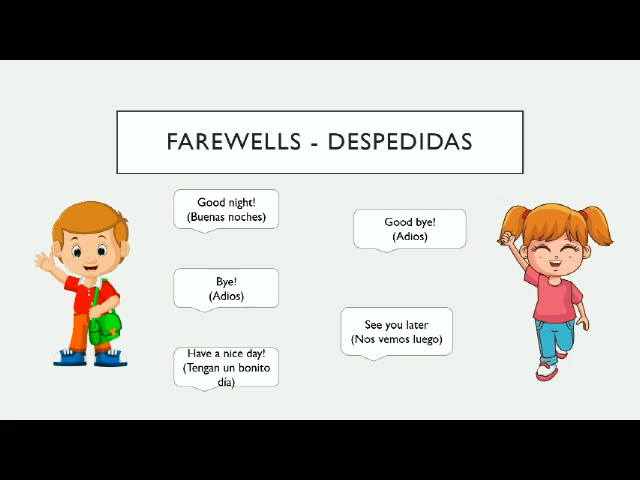 FAREWELLS - DESPEDIDAS
Good night!
(Buenas noches)
Bye!
(Adios)
Have a nice day!
(Tengan un bonito
día)
Good bye!
(Adios)
See you later
(Nos vemos luego)